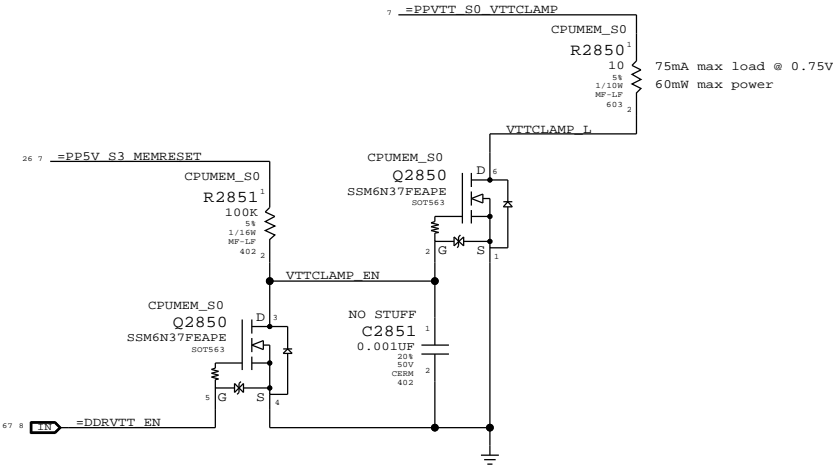 7 =PPVTT_S0_VTTCLAMP
CPUMEM_S0
R2850 1
10
5%
1/10W
MF-LF
603
2
75mA max load @ 0.75V
60mW max power
VTTCLAMP_L
26 7 =PP5V_S3_MEMRESET
CPUMEM_S0
R2851 1
100K
5%
1/16W
MF-LF
402
2
CPUMEM_S0
Q2850
SSM6N37FEAPE
SOT563
D 6
2 G S 1
VTTCLAMP_EN
CPUMEM_S0
Q2850
SSM6N37FEAPE
SOT563
D 3
5 G S 4
NO STUFF
C2851 1
0.001UF
20%
50V
CERM
402
2
67 8 IN =DDRVTT_EN